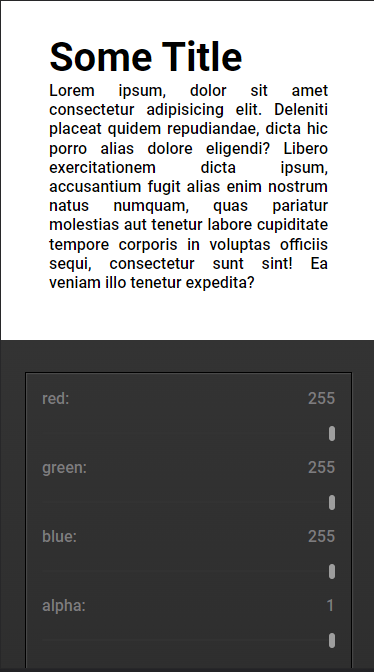 Some Title
Lorem ipsum, dolor sit amet
consectetur adipisicing elit. Deleniti
placeat quidem repudiandae, dicta hic
porro alias dolore eligendi? Libero
exercitationem dicta ipsum,
accusantium fugit alias enim nostrum
natus numquam, quas pariatur
molestias aut tenetur labore cupiditate
tempore corporis in voluptas officiis
sequi, consectetur sunt sint! Ea
veniam illo tenetur expedita?
red: 255
green: 255
blue: 255
alpha: 1